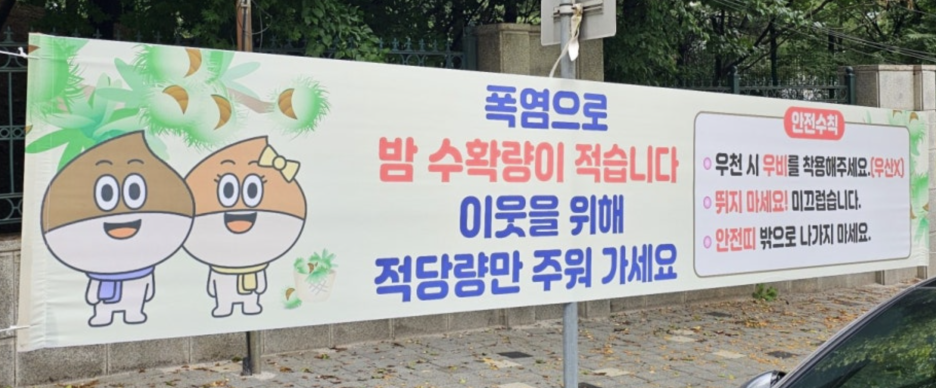 폭염으로
밤 수확량이 적습니다
이웃을 위해
적당량만 주워 가세요
안전수칙
우천 시 우비를 착용해주세요.(우산X)
뛰지 마세요! 미끄럽습니다.
안전띠 밖으로 나가지 마세요.